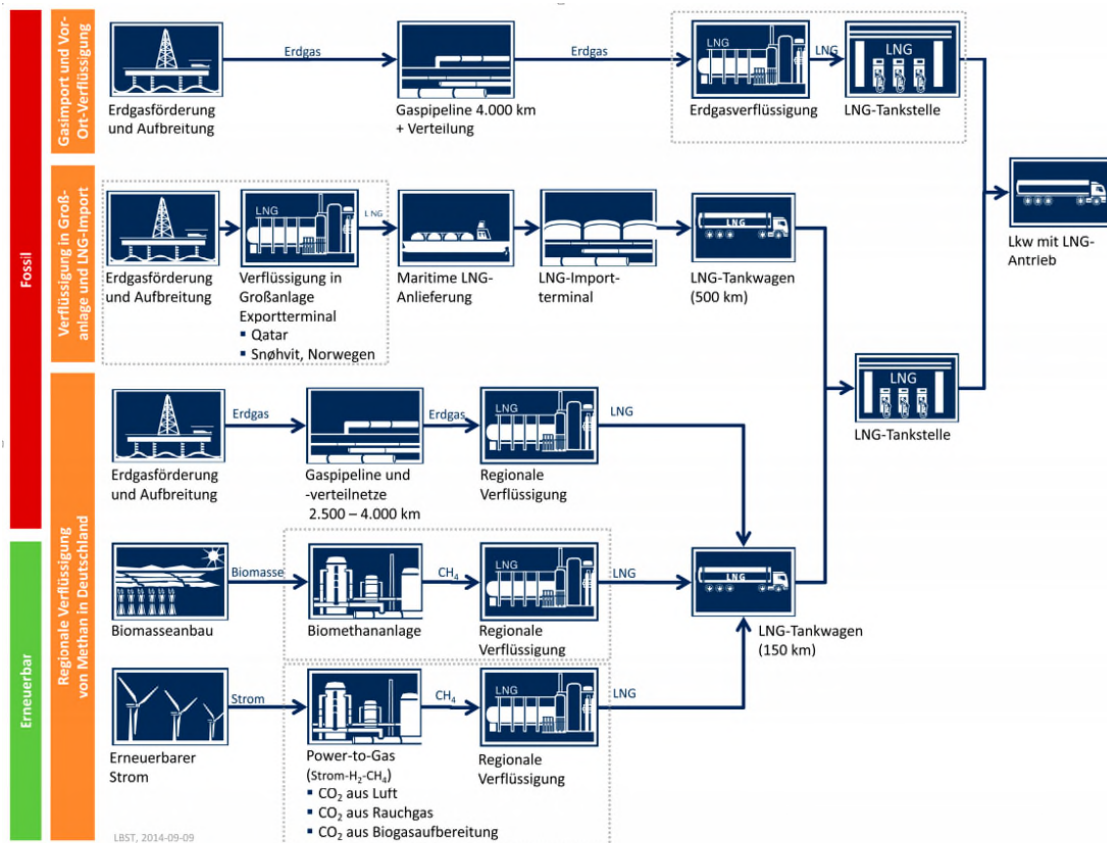 Fossil
Erneuerbar
Gasimport und Vor-
Ort-Verflüssigung
Erdgas
Erdgas
LNG
LNG
LNG
Erdgasförderung
und Aufbreitung
Gaspipeline 4.000 km
+ Verteilung
Erdgasverflüssigung
LNG-Tankstelle
Verflüssigung in Groß-
anlage und LNG-Import
LNG
LNG
LNG
Erdgasförderung
und Aufbreitung
Verflüssigung in
Großanlage
Exportterminal
▪ Qatar
▪ Snøhvit, Norwegen
Maritime LNG-
Anlieferung
LNG-Import-
terminal
LNG-Tankwagen
(500 km)
Lkw mit LNG-
Antrieb
LNG
LNG-Tankstelle
Regionale Verflüssigung
von Methan in Deutschland
Erdgas
Erdgas
LNG
LNG
Erdgasförderung
und Aufbreitung
Gaspipeline und
-verteilnetze
2.500 – 4.000 km
Regionale
Verflüssigung
Biomasse
CH₄
LNG
LNG
LNG
Biomasseanbau
Biomethananlage
Regionale
Verflüssigung
LNG-Tankwagen
(150 km)
Strom
CH₄
LNG
LNG
Erneuerbarer
Strom
Power-to-Gas
(Strom-H₂-CH₄)
▪ CO₂ aus Luft
▪ CO₂ aus Rauchgas
▪ CO₂ aus Biogasaufbereitung
Regionale
Verflüssigung
LBST, 2014-09-09